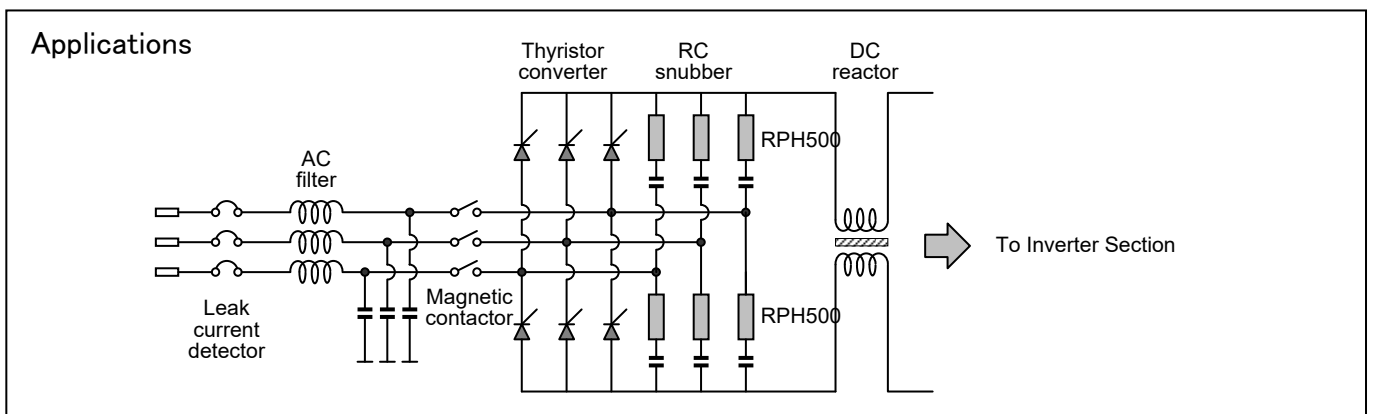 Applications
Thyristor
converter
RC
snubber
DC
reactor
RPH500
AC
filter
To Inverter Section
Leak
current
detector
Magnetic
contactor
RPH500